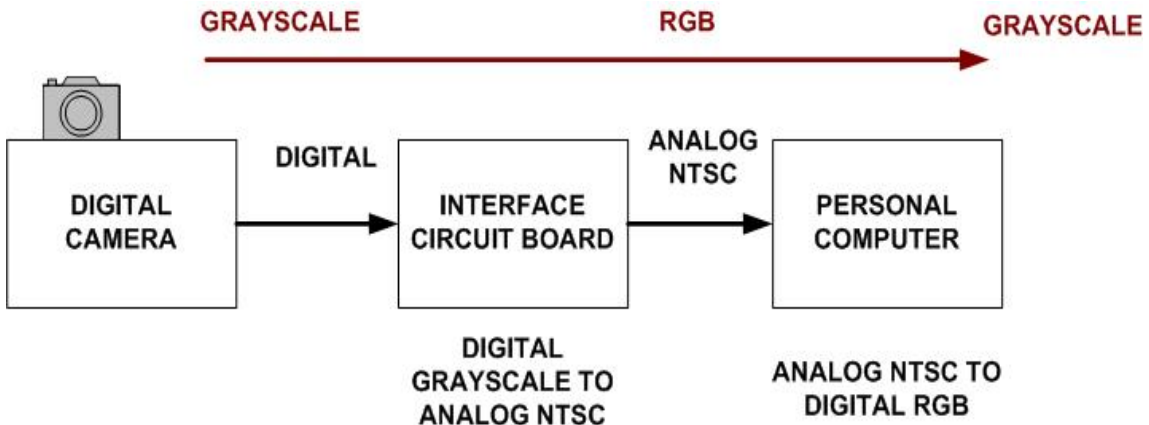 GRAYSCALE
RGB
GRAYSCALE
DIGITAL
ANALOG
NTSC
DIGITAL
CAMERA
INTERFACE
CIRCUIT BOARD
PERSONAL
COMPUTER
DIGITAL
GRAYSCALE TO
ANALOG NTSC
ANALOG NTSC TO
DIGITAL RGB